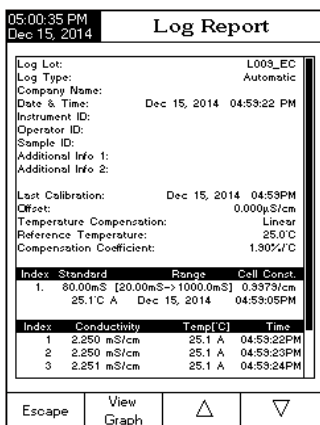 05:00:35 PM
Dec 15, 2014
Log Report
Log Lot: L009_EC
Log Type: Automatic
Company Name:
Date & Time: Dec 15, 2014 04:59:22 PM
Instrument ID:
Operator ID:
Sample ID:
Additional Info 1:
Additional Info 2:
Last Calibration: Dec 15, 2014 04:59PM
Offset: 0.000µS/cm
Temperature Compensation: Linear
Reference Temperature: 25.0°C
Compensation Coefficient: 1.90%/°C
Index Standard Range Cell Const.
1. 80.00mS [20.00mS->1000.0mS] 0.9979/cm
25.1°C A Dec 15, 2014 04:59:05PM
Index Conductivity Temp[°C] Time
1 2.250 mS/cm 25.1 A 04:59:22PM
2 2.250 mS/cm 25.1 A 04:59:23PM
3 2.251 mS/cm 25.1 A 04:59:24PM
Escape
View
Graph